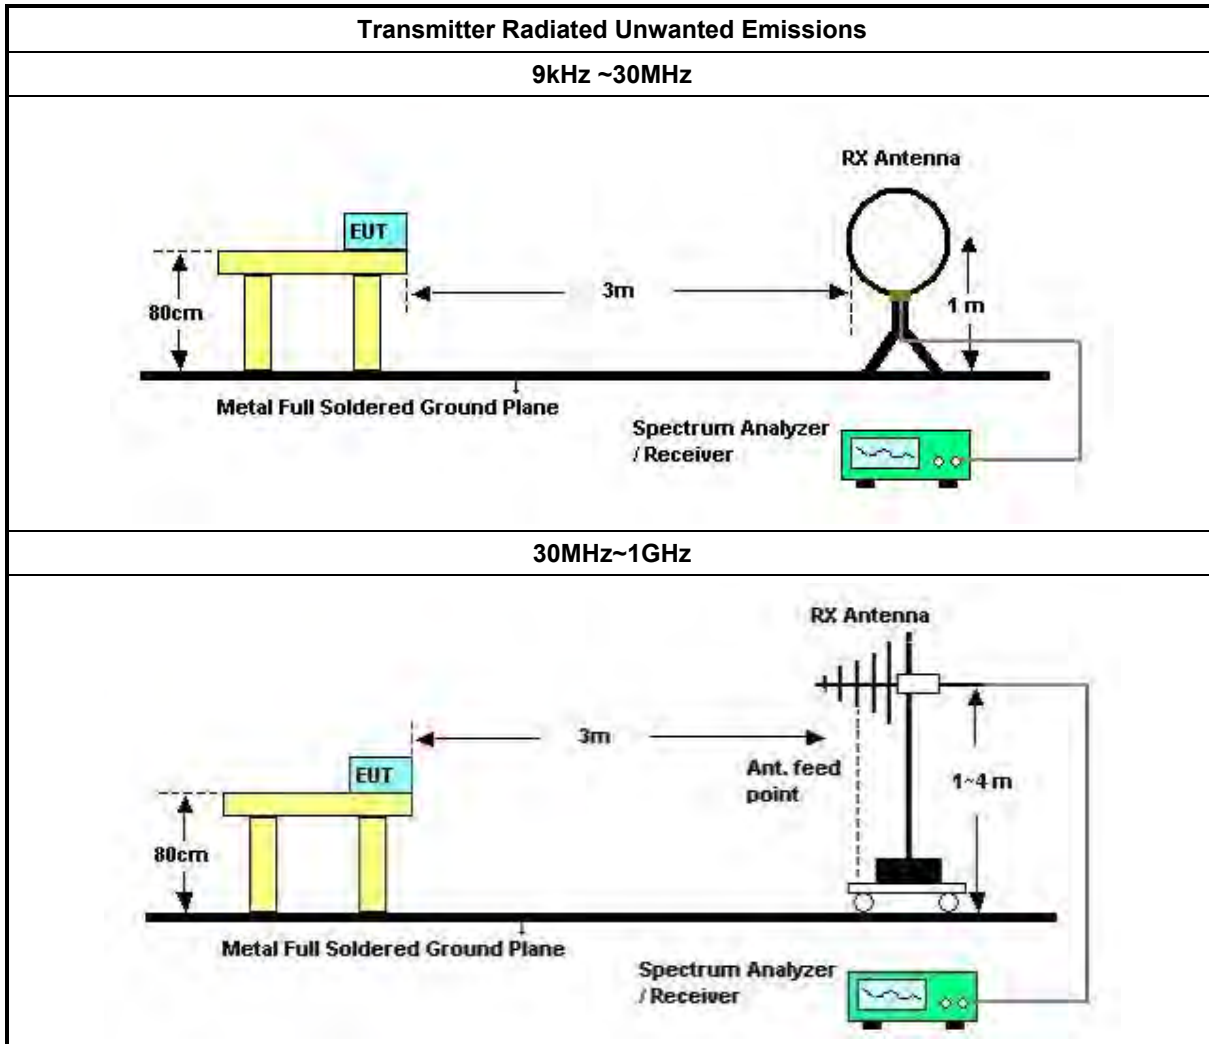 Transmitter Radiated Unwanted Emissions
9kHz ~30MHz
RX Antenna
EUT
3m
80cm
1 m
Metal Full Soldered Ground Plane
Spectrum Analyzer
/ Receiver
30MHz~1GHz
RX Antenna
3m
Ant. feed
point
EUT
1~4 m
80cm
Metal Full Soldered Ground Plane
Spectrum Analyzer
/ Receiver